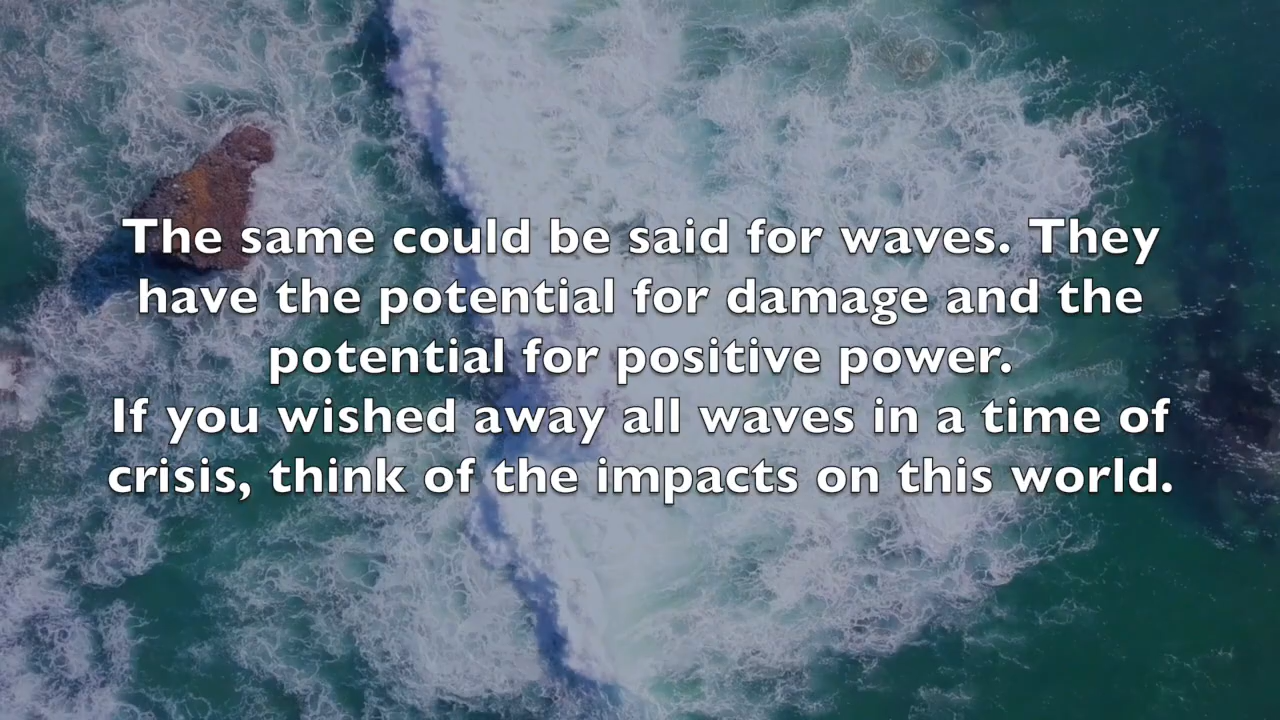 The same could be said for waves. They
have the potential for damage and the
potential for positive power.
If you wished away all waves in a time of
crisis, think of the impacts on this world.